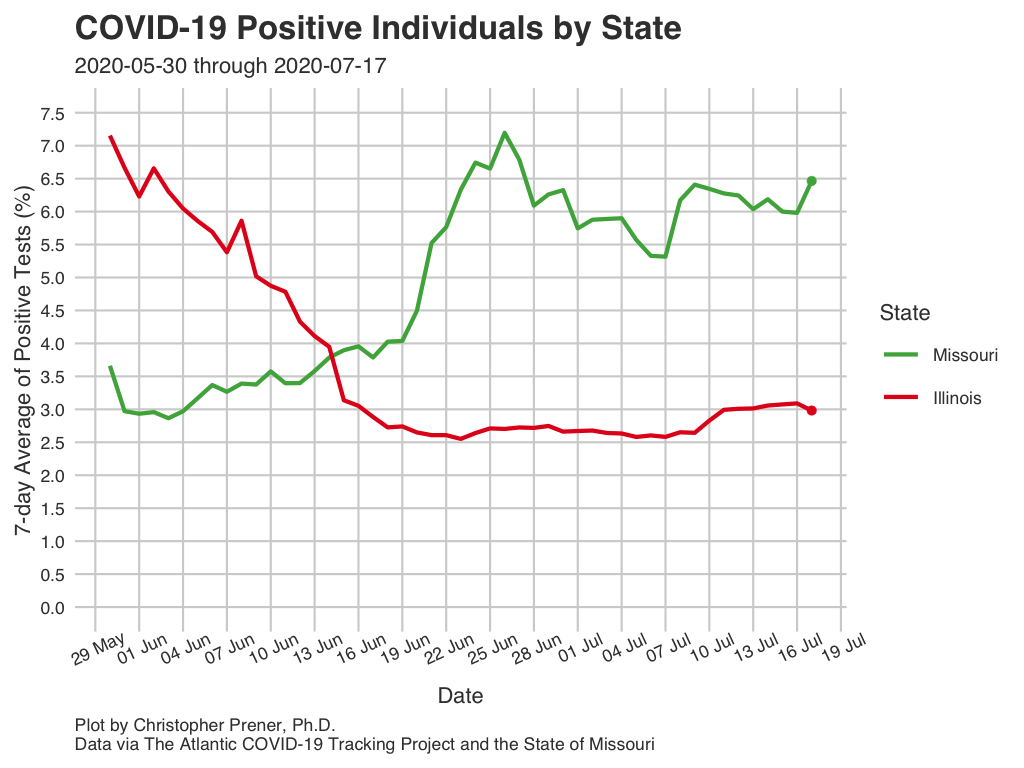 COVID-19 Positive Individuals by State
2020-05-30 through 2020-07-17
7-day Average of Positive Tests (%)
7.5
7.0
6.5
6.0
5.5
5.0
4.5
4.0
3.5
3.0
2.5
2.0
1.5
1.0
0.5
0.0
State
Missouri
Illinois
29 May
01 Jun
04 Jun
07 Jun
10 Jun
13 Jun
16 Jun
19 Jun
22 Jun
25 Jun
28 Jun
01 Jul
04 Jul
07 Jul
10 Jul
13 Jul
16 Jul
19 Jul
Date
Plot by Christopher Prener, Ph.D.
Data via The Atlantic COVID-19 Tracking Project and the State of Missouri